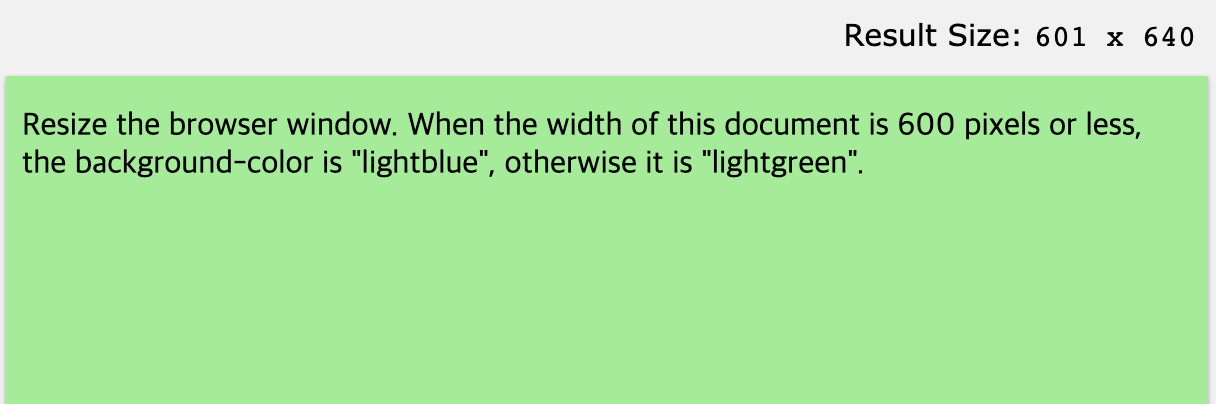 Result Size: 601 x 640
Resize the browser window. When the width of this document is 600 pixels or less,
the background-color is "lightblue", otherwise it is "lightgreen".